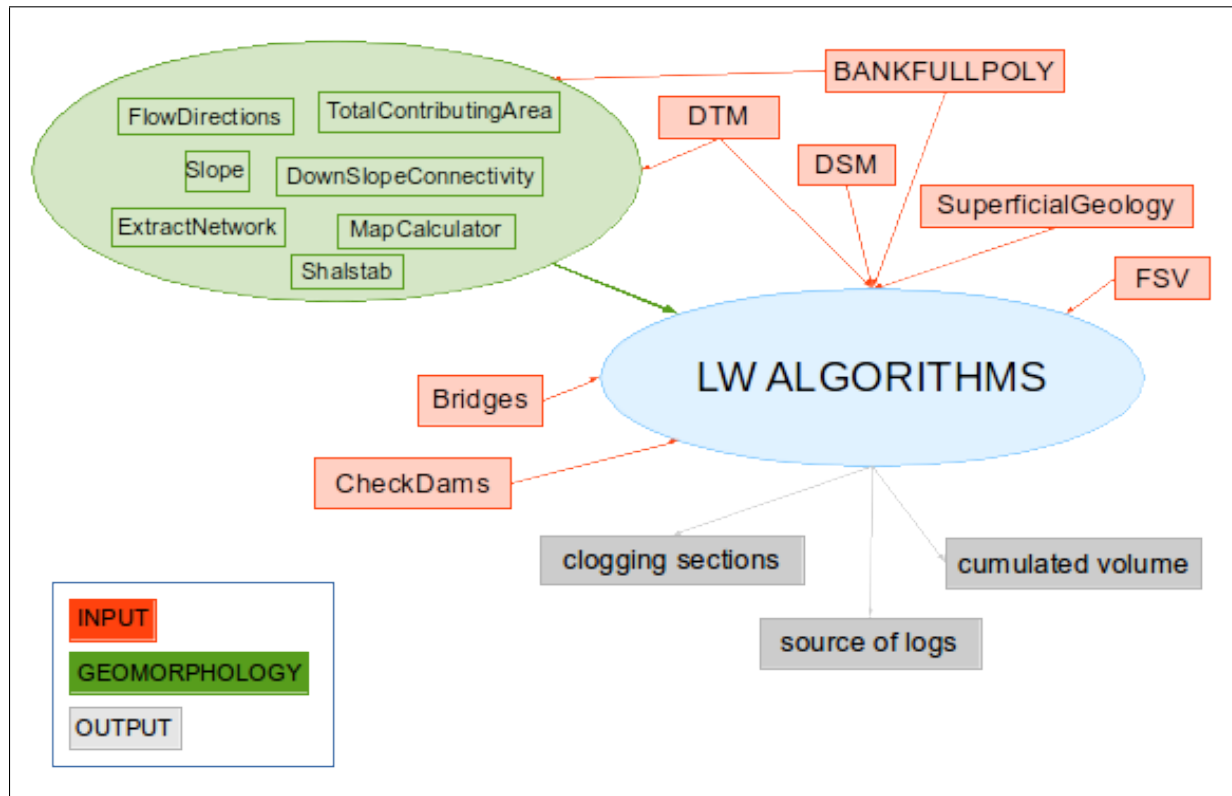 BANKFULLPOLY
FlowDirections
TotalContributingArea
DTM
Slope
DownSlopeConnectivity
DSM
ExtractNetwork
MapCalculator
SuperficialGeology
Shalstab
FSV
LW ALGORITHMS
Bridges
CheckDams
clogging sections
cumulated volume
source of logs
INPUT
GEOMORPHOLOGY
OUTPUT